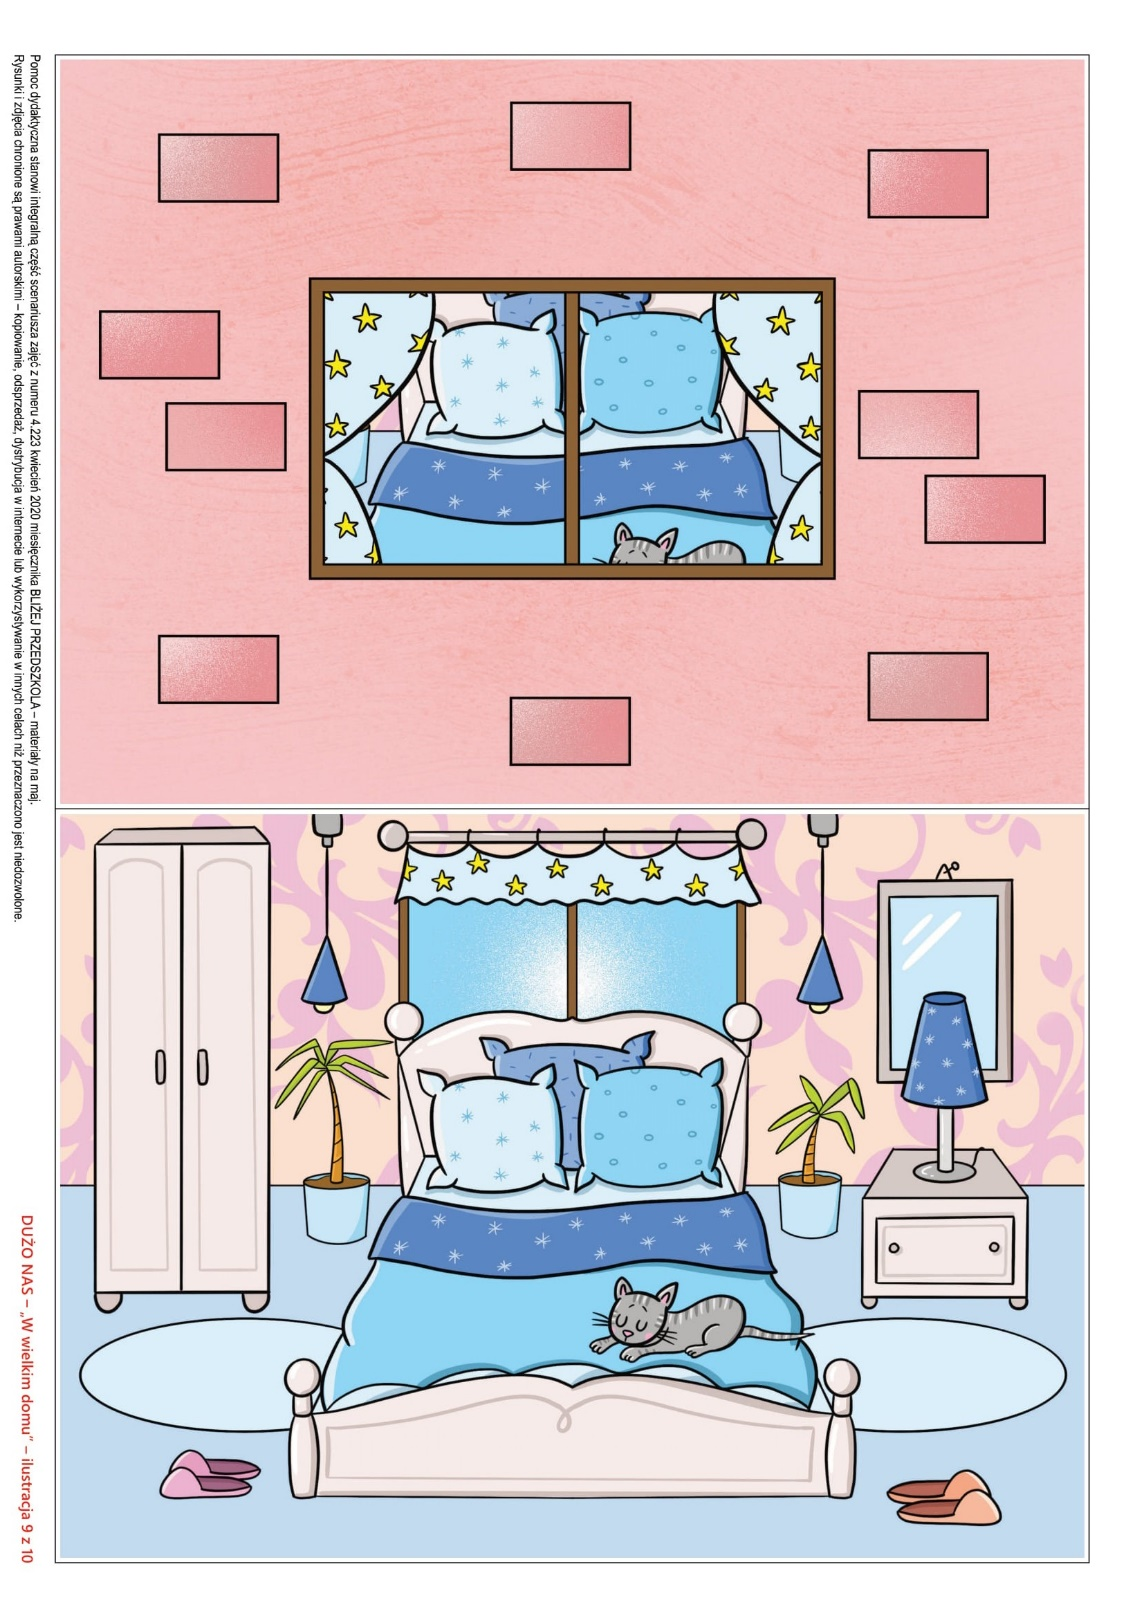 Pomoc dydaktyczna stanowi integralną część scenariusza zajęć z numeru 4.223 kwiecień 2020 miesięcznika BLIŻEJ PRZEDSZKOLA – materiały na maj.
Rysunki i zdjęcia chronione są prawami autorskimi – kopiowanie, odsprzedaż, dystrybucja w internecie lub wykorzystywanie w innych celach niż przeznaczono jest niedozwolone.
DUŻO NAS – „W wielkim domu” – ilustracja 9 z 10